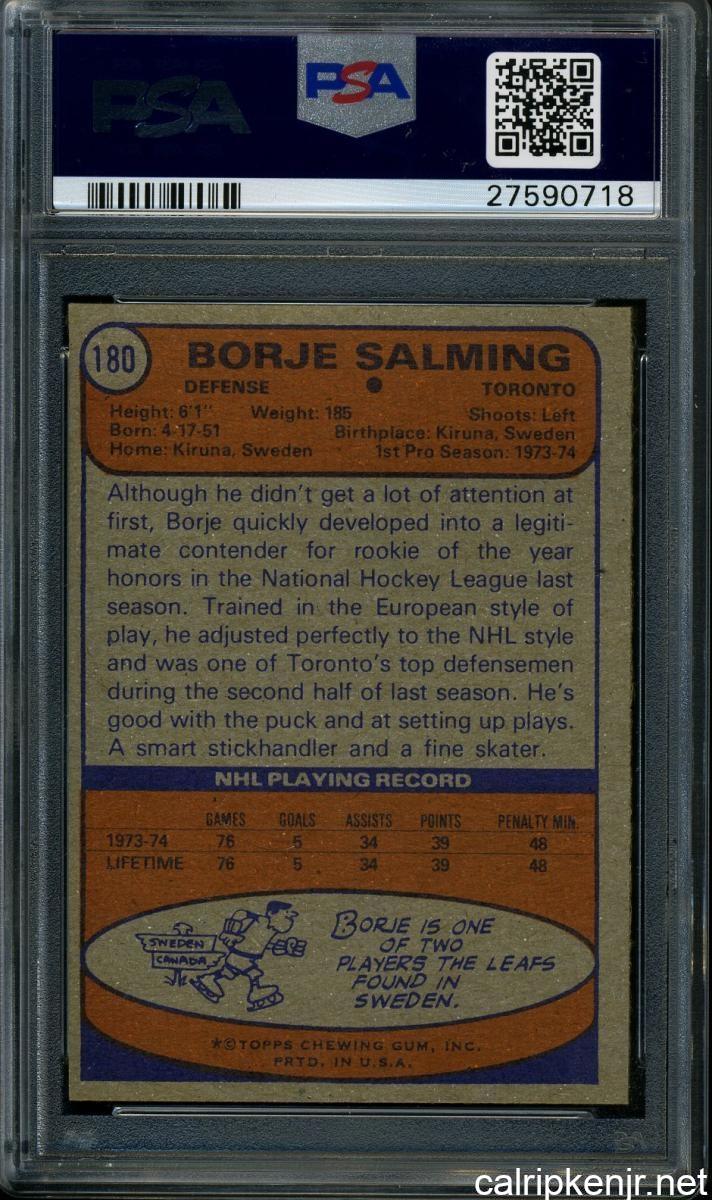 PSA
PSA
27590718
180
BORJE SALMING
DEFENSE
TORONTO
Height: 6'1" Weight: 185 Shoots: Left
Born: 4-17-51 Birthplace: Kiruna, Sweden
Home: Kiruna, Sweden 1st Pro Season: 1973-74
Although he didn't get a lot of attention at
first, Borje quickly developed into a legiti-
mate contender for rookie of the year
honors in the National Hockey League last
season. Trained in the European style of
play, he adjusted perfectly to the NHL style
and was one of Toronto's top defensemen
during the second half of last season. He's
good with the puck and at setting up plays.
A smart stickhandler and a fine skater.
NHL PLAYING RECORD
GAMES GOALS ASSISTS POINTS PENALTY MIN.
1973-74 76 5 34 39 48
LIFETIME 76 5 34 39 48
SWEDEN
CANADA
BORJE IS ONE
OF TWO
PLAYERS THE LEAFS
FOUND IN
SWEDEN.
*©TOPPS CHEWING GUM, INC.
PRTD. IN U.S.A.
calripkenjr.net